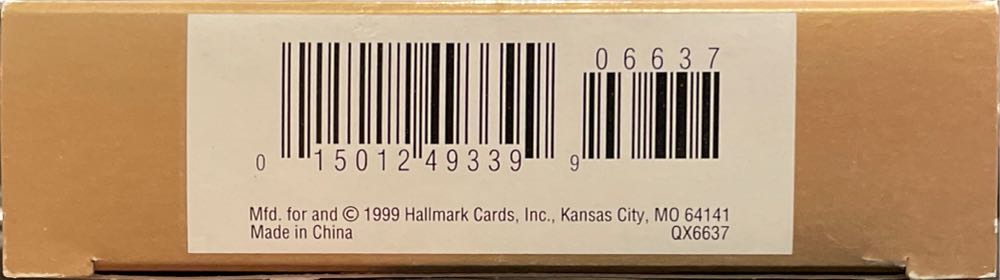 06637
0 15012 49339 9
Mfd. for and © 1999 Hallmark Cards, Inc., Kansas City, MO 64141
Made in China QX6637